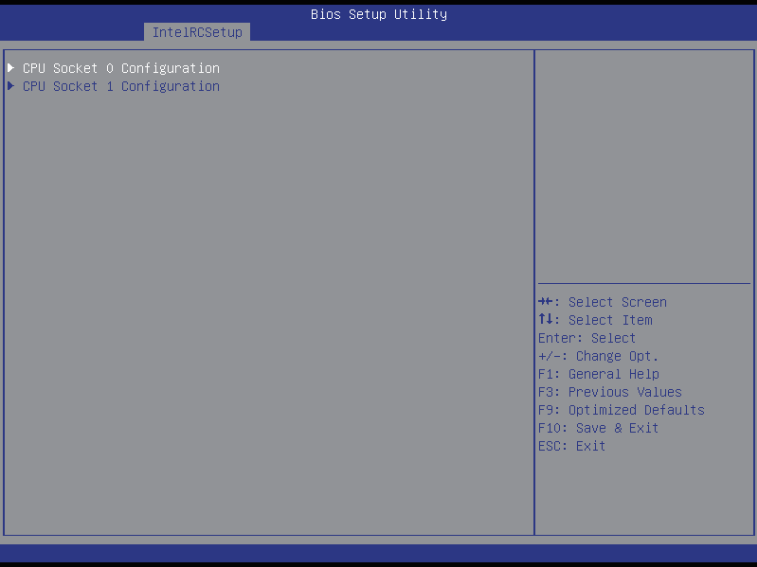 Bios Setup Utility
IntelRCSetup
CPU Socket 0 Configuration
CPU Socket 1 Configuration
→←: Select Screen
↑↓: Select Item
Enter: Select
+/-: Change Opt.
F1: General Help
F3: Previous Values
F9: Optimized Defaults
F10: Save & Exit
ESC: Exit